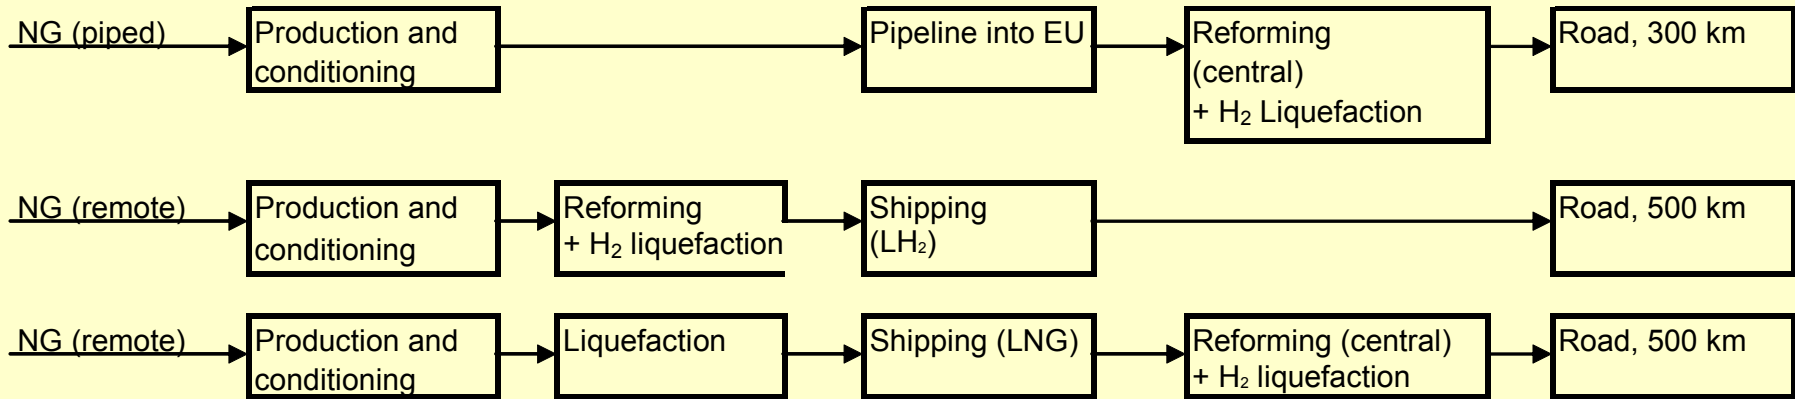 NG (piped)
Production and
conditioning
Pipeline into EU
Reforming
(central)
+ H₂ Liquefaction
Road, 300 km
NG (remote)
Production and
conditioning
Reforming
+ H₂ liquefaction
Shipping
(LH₂)
Road, 500 km
NG (remote)
Production and
conditioning
Liquefaction
Shipping (LNG)
Reforming (central)
+ H₂ liquefaction
Road, 500 km